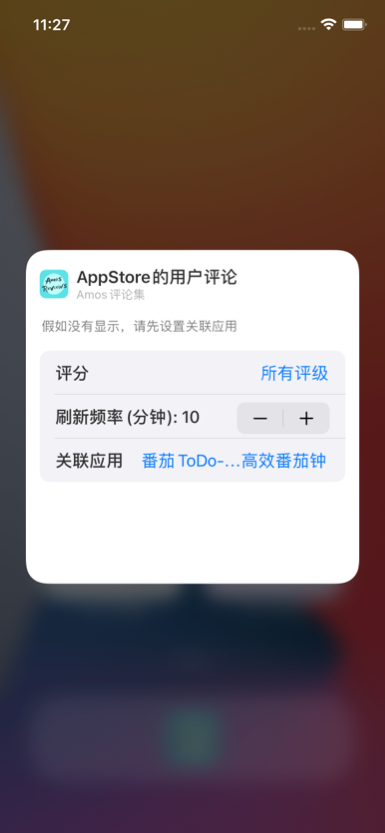 11:27
Amos
Reviews
AppStore的用户评论
Amos 评论集
假如没有显示，请先设置关联应用
评分
所有评级
刷新频率 (分钟): 10
− +
关联应用
番茄 ToDo-...高效番茄钟